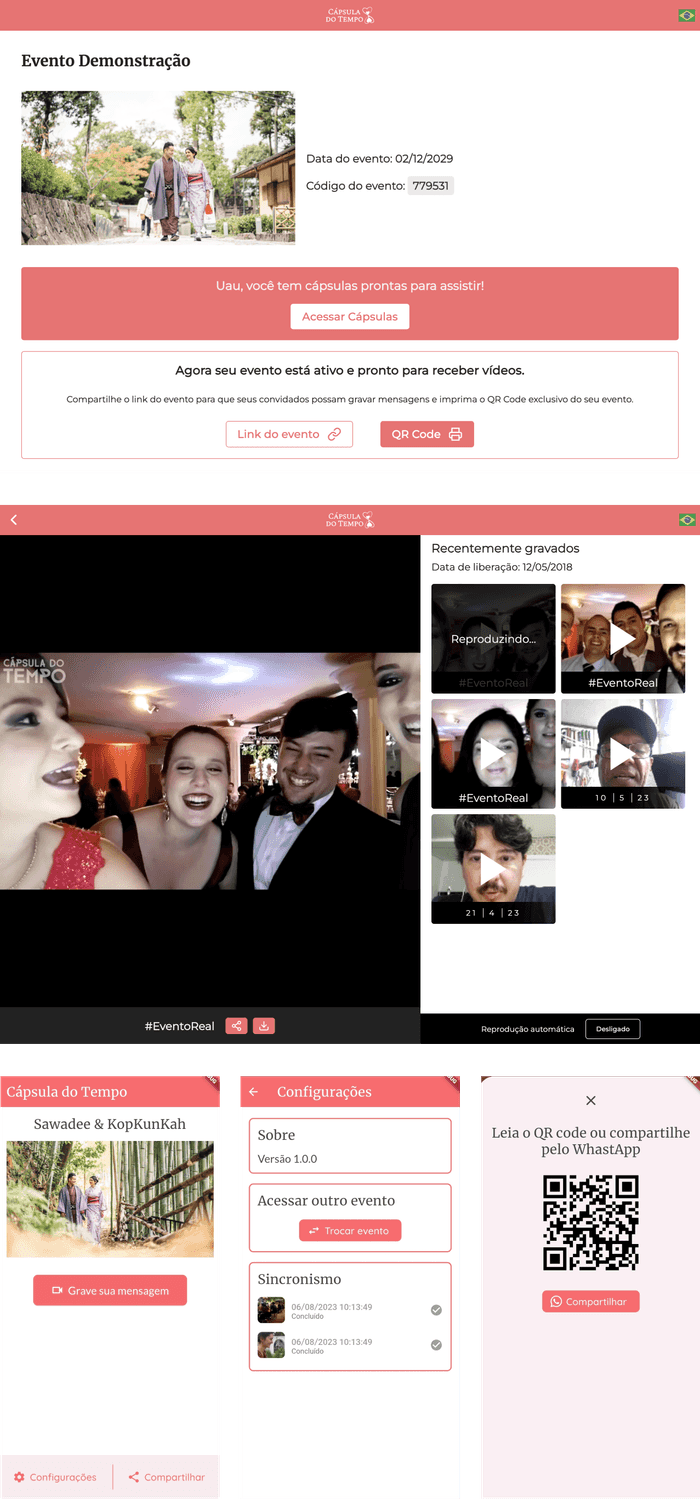 CÁPSULA
DO TEMPO
Evento Demonstração
Data do evento: 02/12/2029
Código do evento: 779531
Uau, você tem cápsulas prontas para assistir!
Acessar Cápsulas
Agora seu evento está ativo e pronto para receber vídeos.
Compartilhe o link do evento para que seus convidados possam gravar mensagens e imprima o QR Code exclusivo do seu evento.
Link do evento
QR Code
CÁPSULA
DO TEMPO
CÂPSULA DO
TEMPO
#EventoReal
Recentemente gravados
Data de liberação: 12/05/2018
Reproduzindo...
#EventoReal
#EventoReal
#EventoReal
10 | 5 | 23
21 | 4 | 23
Reprodução automática
Desligado
Cápsula do Tempo
Sawadee & KopKunKah
Grave sua mensagem
Configurações
Compartilhar
Configurações
Sobre
Versão 1.0.0
Acessar outro evento
Trocar evento
Sincronismo
06/08/2023 10:13:49
Concluído
06/08/2023 10:13:49
Concluído
Leia o QR code ou compartilhe
pelo WhastApp
Compartilhar